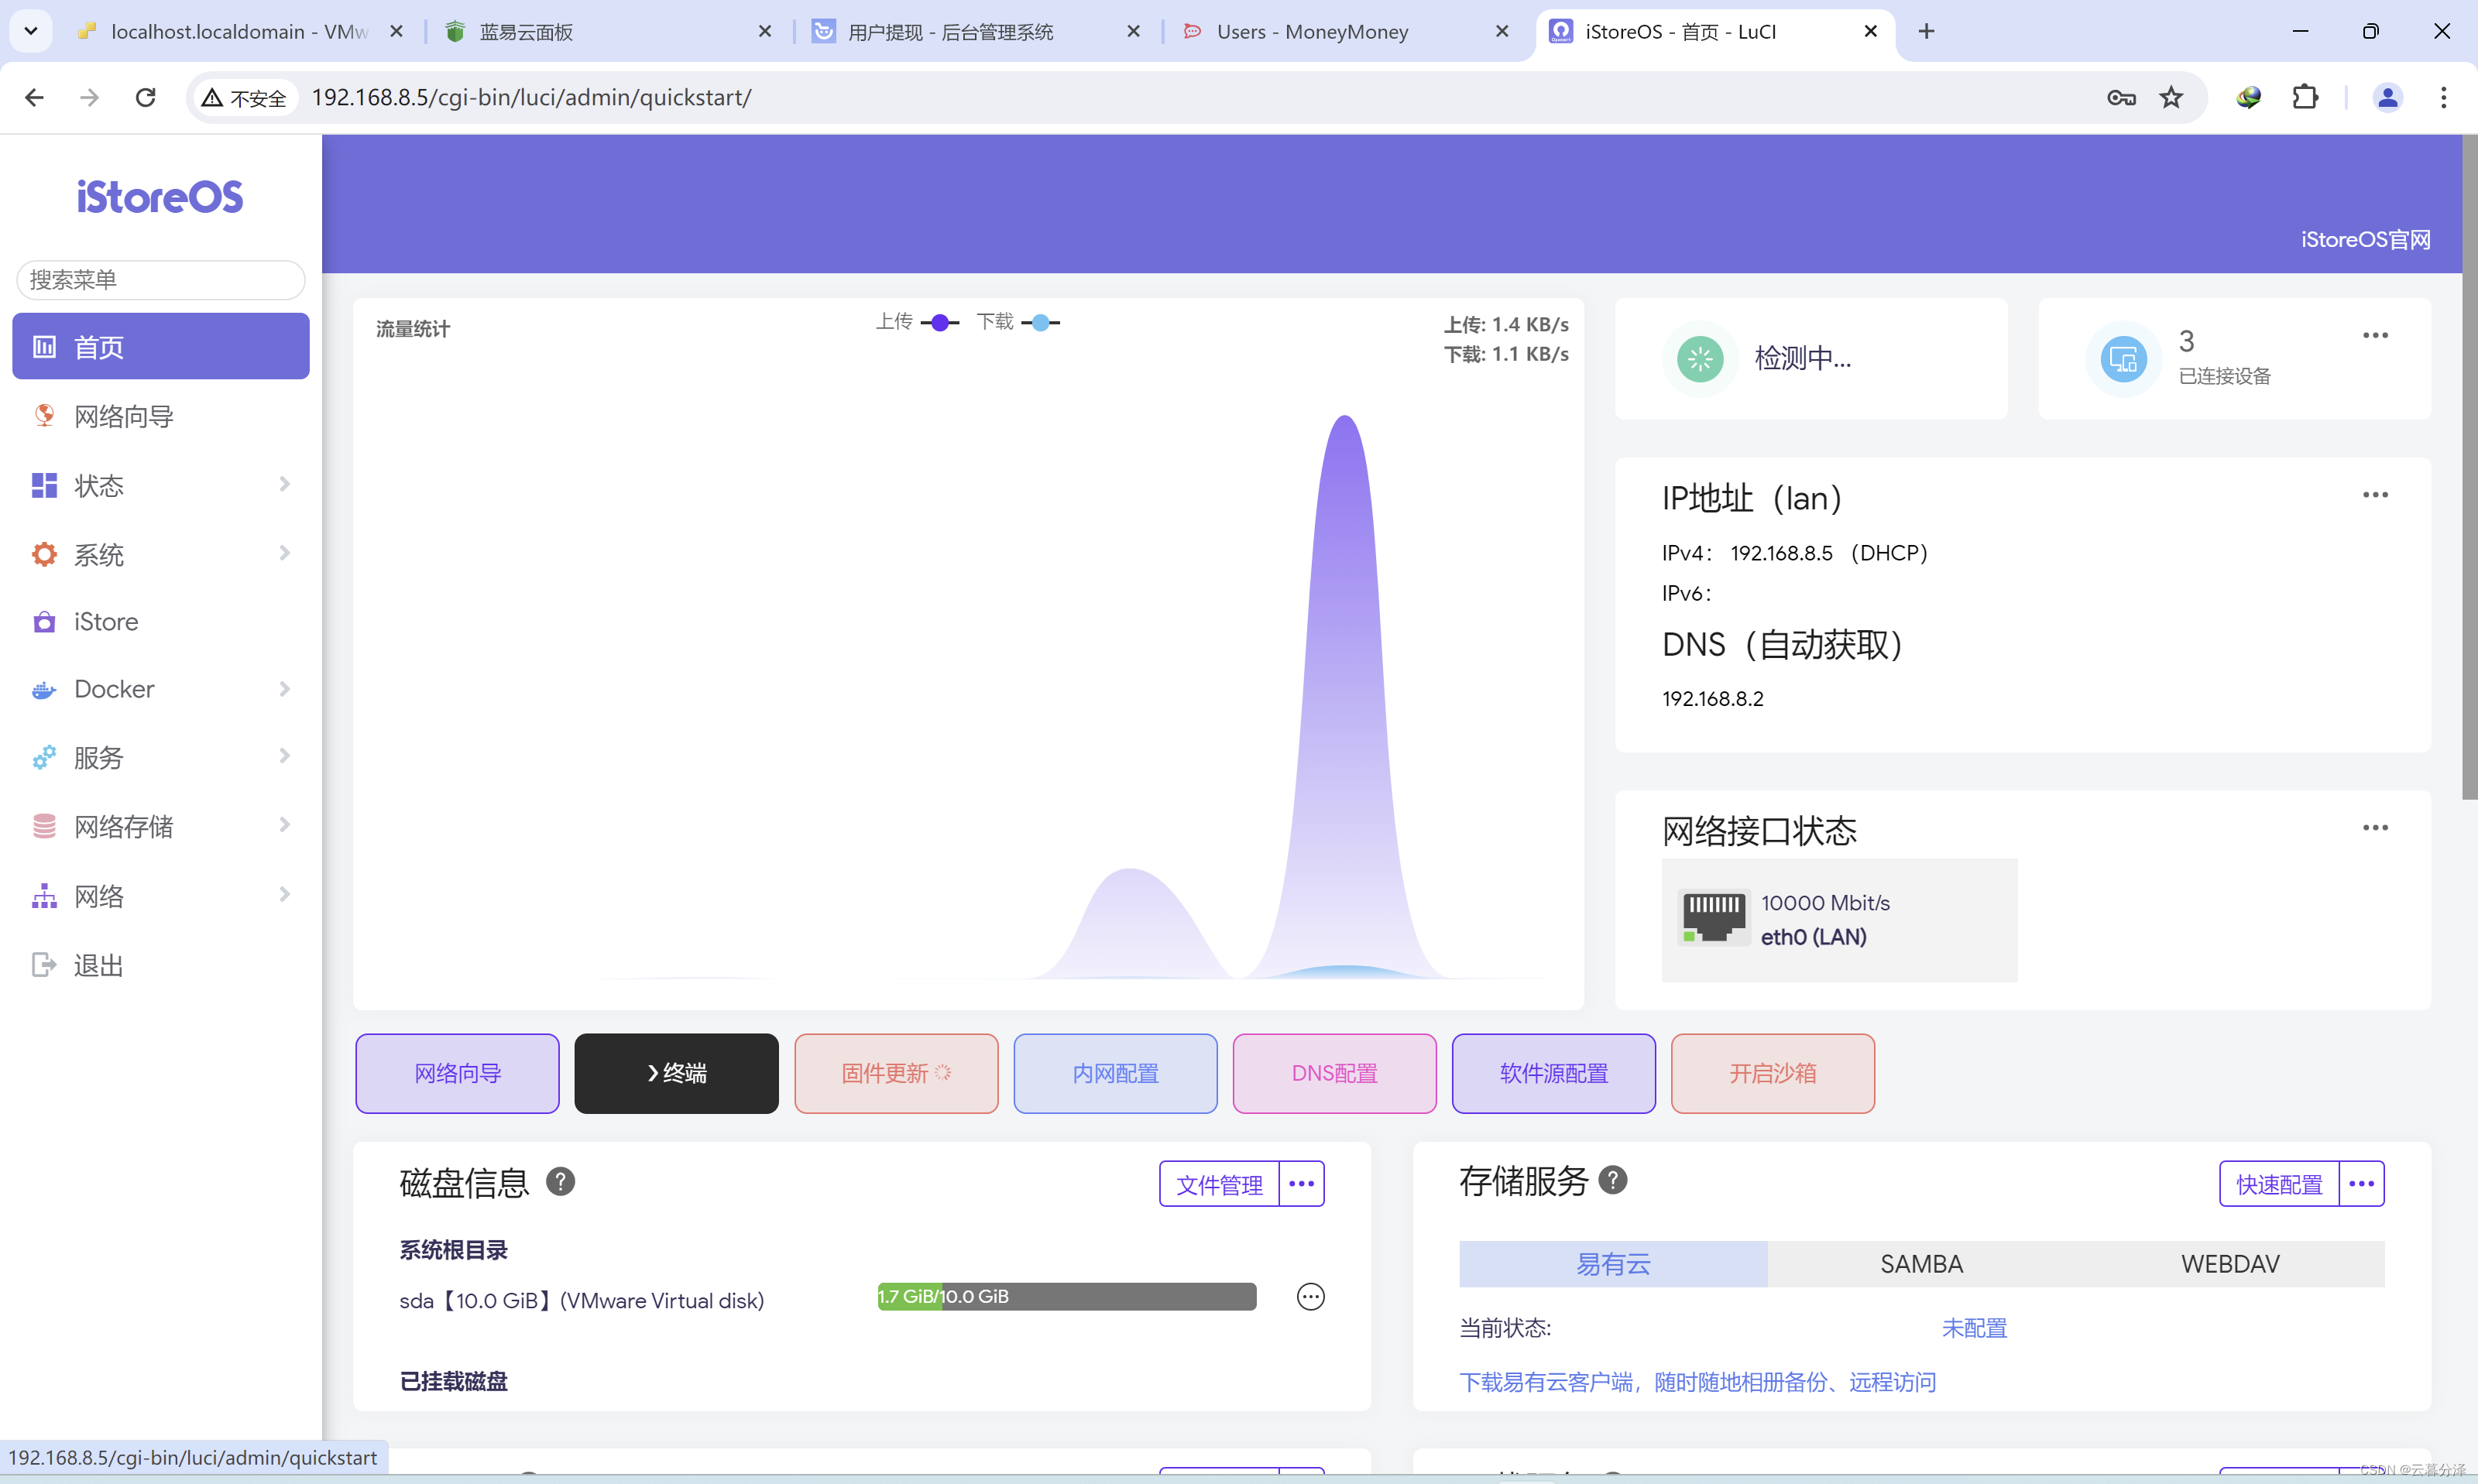 localhost.localdomain - VMw
蓝易云面板
用户提现 - 后台管理系统
Users - MoneyMoney
iStoreOS - 首页 - LuCI
不安全
192.168.8.5/cgi-bin/luci/admin/quickstart/
iStoreOS
iStoreOS官网
搜索菜单
首页
网络向导
状态
系统
iStore
Docker
服务
网络存储
网络
退出
流量统计
上传
下载
上传: 1.4 KB/s
下载: 1.1 KB/s
检测中...
3
已连接设备
IP地址（lan）
IPv4： 192.168.8.5 （DHCP）
IPv6：
DNS（自动获取）
192.168.8.2
网络接口状态
10000 Mbit/s
eth0 (LAN)
网络向导
终端
固件更新
内网配置
DNS配置
软件源配置
开启沙箱
磁盘信息
文件管理
系统根目录
sda【10.0 GiB】(VMware Virtual disk)
1.7 GiB/10.0 GiB
已挂载磁盘
存储服务
快速配置
易有云
SAMBA
WEBDAV
当前状态:
未配置
下载易有云客户端，随时随地相册备份、远程访问
192.168.8.5/cgi-bin/luci/admin/quickstart
CSDN @云暮分泽